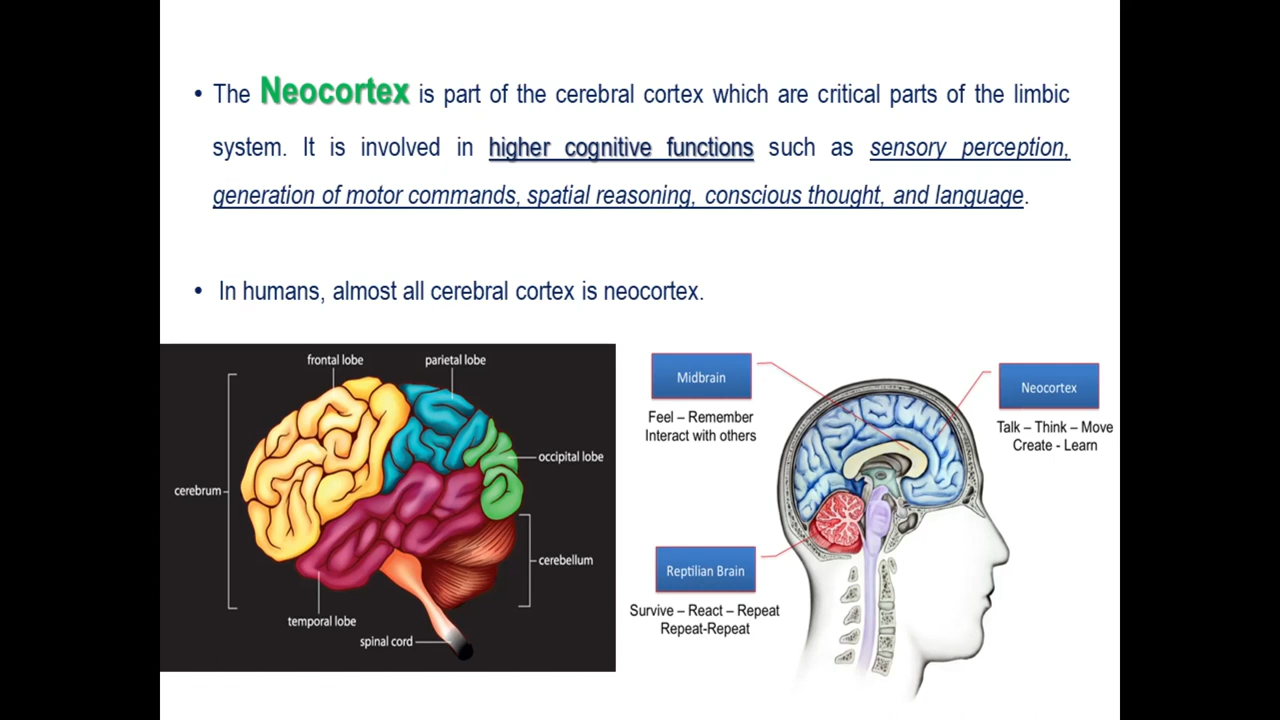 • The Neocortex is part of the cerebral cortex which are critical parts of the limbic
system. It is involved in higher cognitive functions such as sensory perception,
generation of motor commands, spatial reasoning, conscious thought, and language.
• In humans, almost all cerebral cortex is neocortex.
frontal lobe
parietal lobe
occipital lobe
cerebrum
cerebellum
temporal lobe
spinal cord
Midbrain
Feel – Remember
Interact with others
Neocortex
Talk – Think – Move
Create - Learn
Reptilian Brain
Survive – React – Repeat
Repeat-Repeat